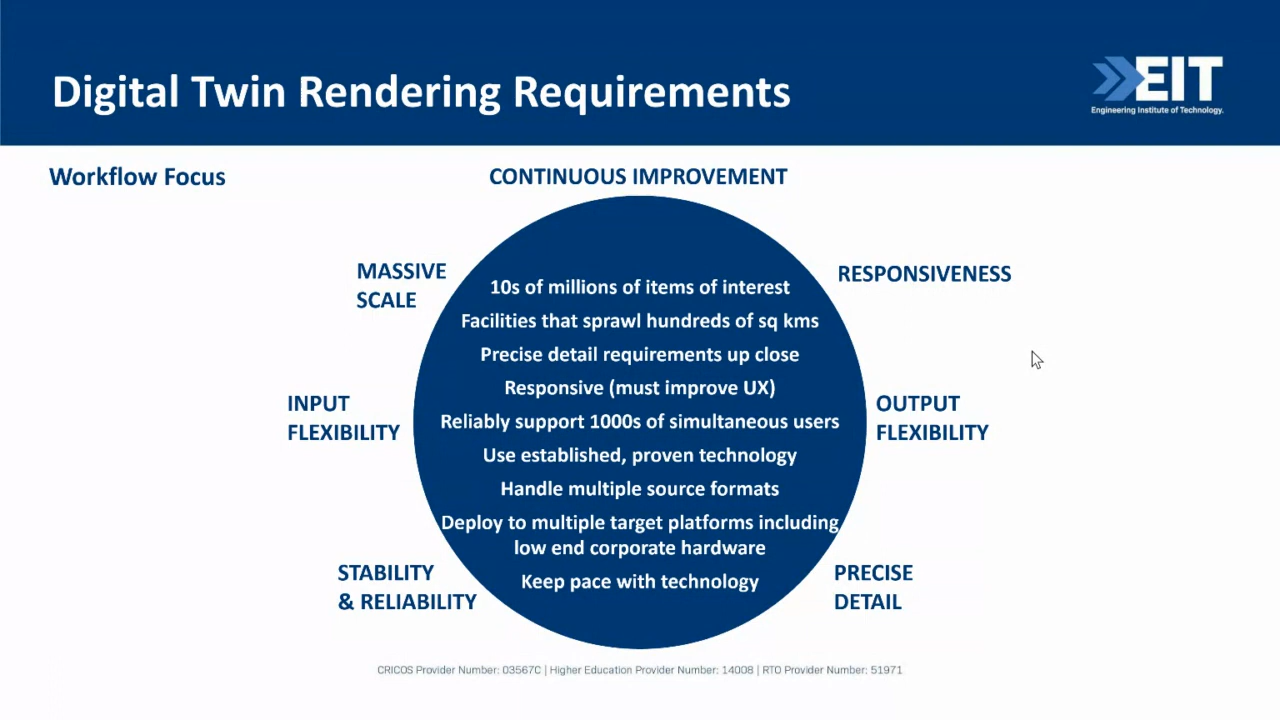 Digital Twin Rendering Requirements
EIT
Engineering Institute of Technology.
Workflow Focus
CONTINUOUS IMPROVEMENT
MASSIVE
SCALE
RESPONSIVENESS
INPUT
FLEXIBILITY
OUTPUT
FLEXIBILITY
STABILITY
& RELIABILITY
PRECISE
DETAIL
10s of millions of items of interest
Facilities that sprawl hundreds of sq kms
Precise detail requirements up close
Responsive (must improve UX)
Reliably support 1000s of simultaneous users
Use established, proven technology
Handle multiple source formats
Deploy to multiple target platforms including
low end corporate hardware
Keep pace with technology
CRICOS Provider Number: 03567C | Higher Education Provider Number: 14008 | RTO Provider Number: 51971